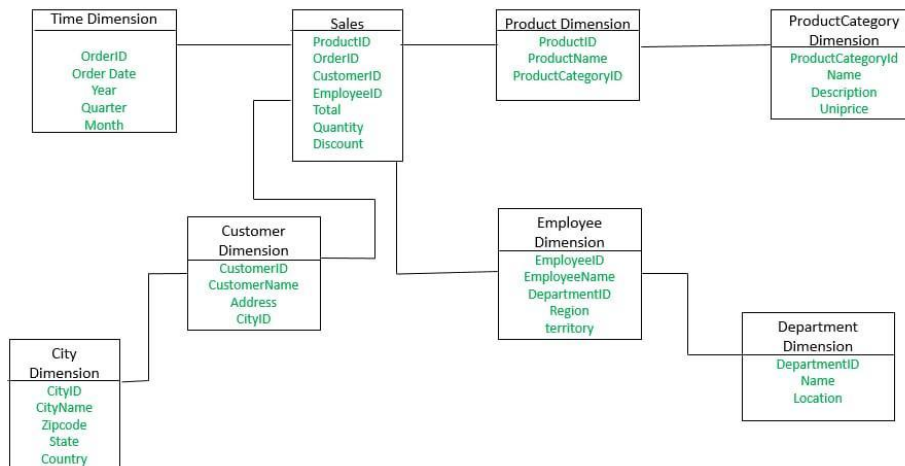 Time Dimension
OrderID
Order Date
Year
Quarter
Month
Sales
ProductID
OrderID
CustomerID
EmployeeID
Total
Quantity
Discount
Product Dimension
ProductID
ProductName
ProductCategoryID
ProductCategory
Dimension
ProductCategoryId
Name
Description
Uniprice
Customer
Dimension
CustomerID
CustomerName
Address
CityID
Employee
Dimension
EmployeeID
EmployeeName
DepartmentID
Region
territory
City
Dimension
CityID
CityName
Zipcode
State
Country
Department
Dimension
DepartmentID
Name
Location